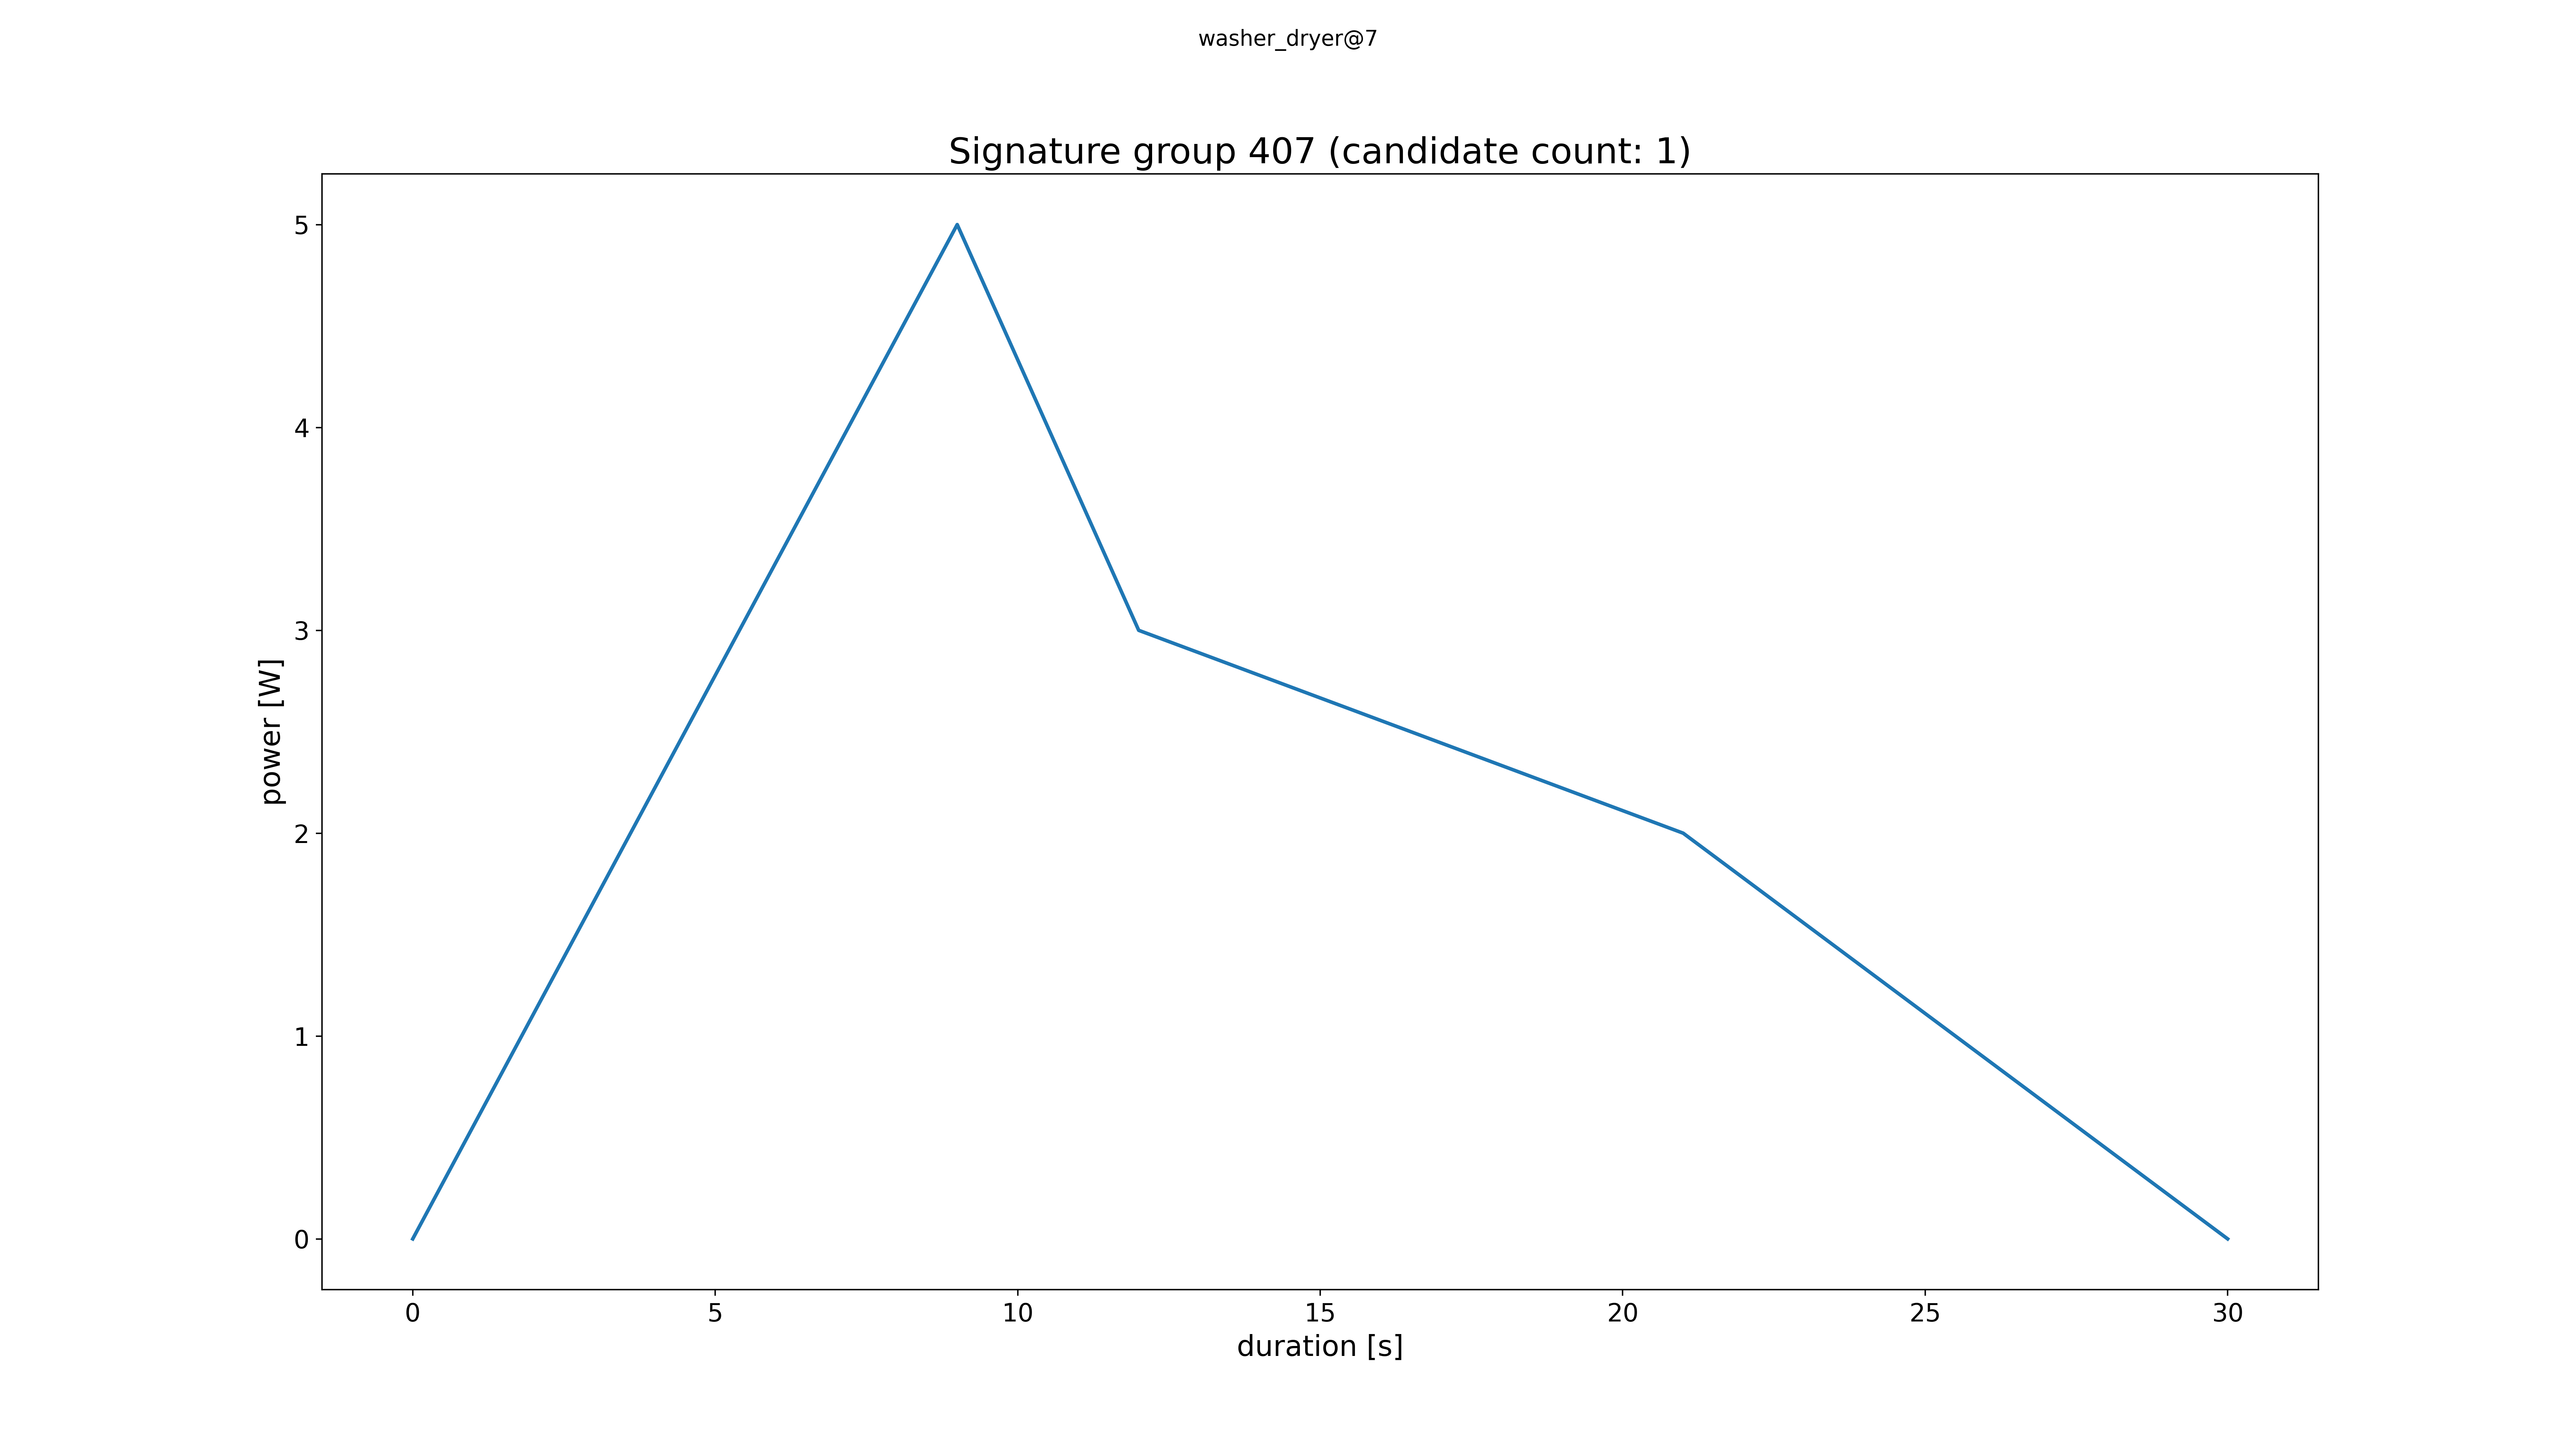 washer_dryer@7
Signature group 407 (candidate count: 1)
5
4
3
2
1
0
power [W]
0 5 10 15 20 25 30
duration [s]